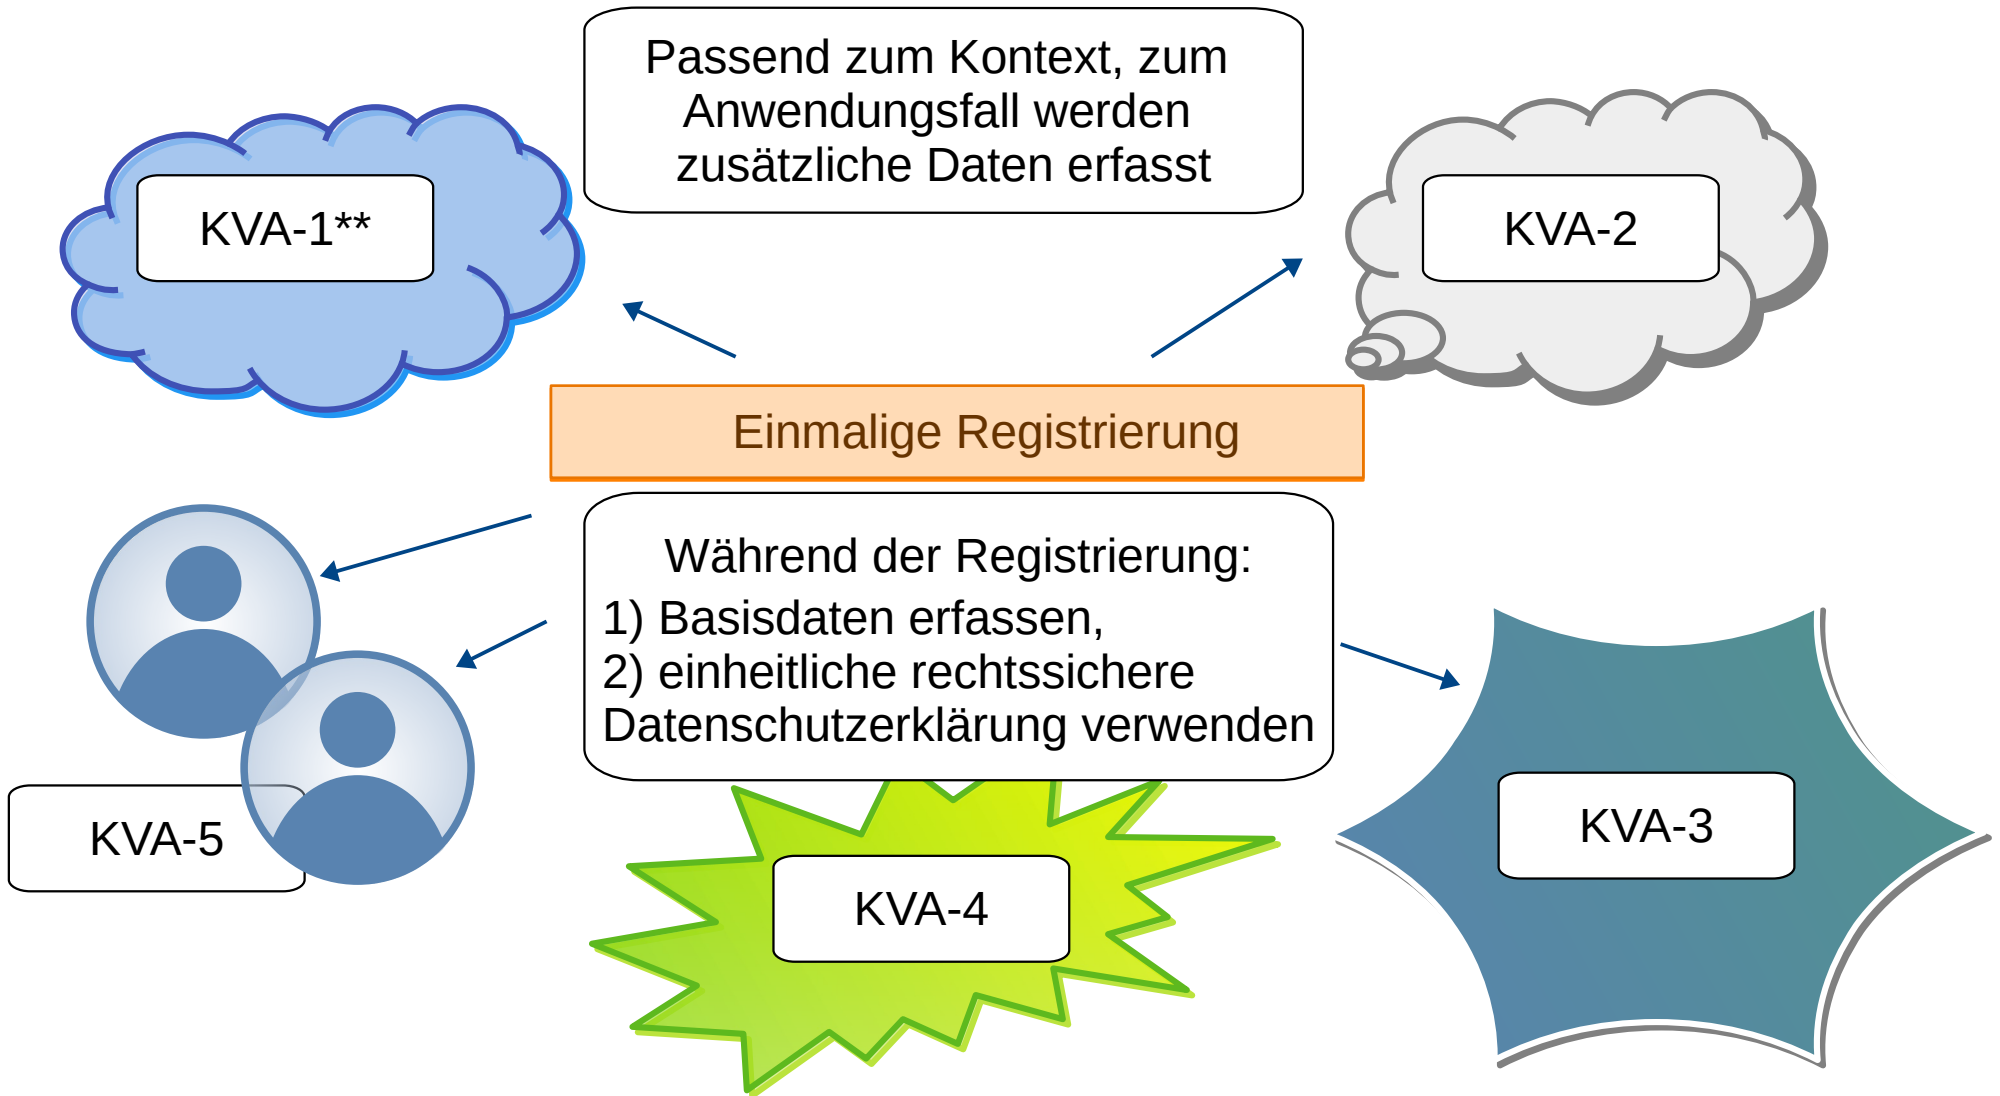 Passend zum Kontext, zum
Anwendungsfall werden
zusätzliche Daten erfasst
KVA-1**
KVA-2
Einmalige Registrierung
Während der Registrierung:
1) Basisdaten erfassen,
2) einheitliche rechtssichere
Datenschutzerklärung verwenden
KVA-5
KVA-4
KVA-3